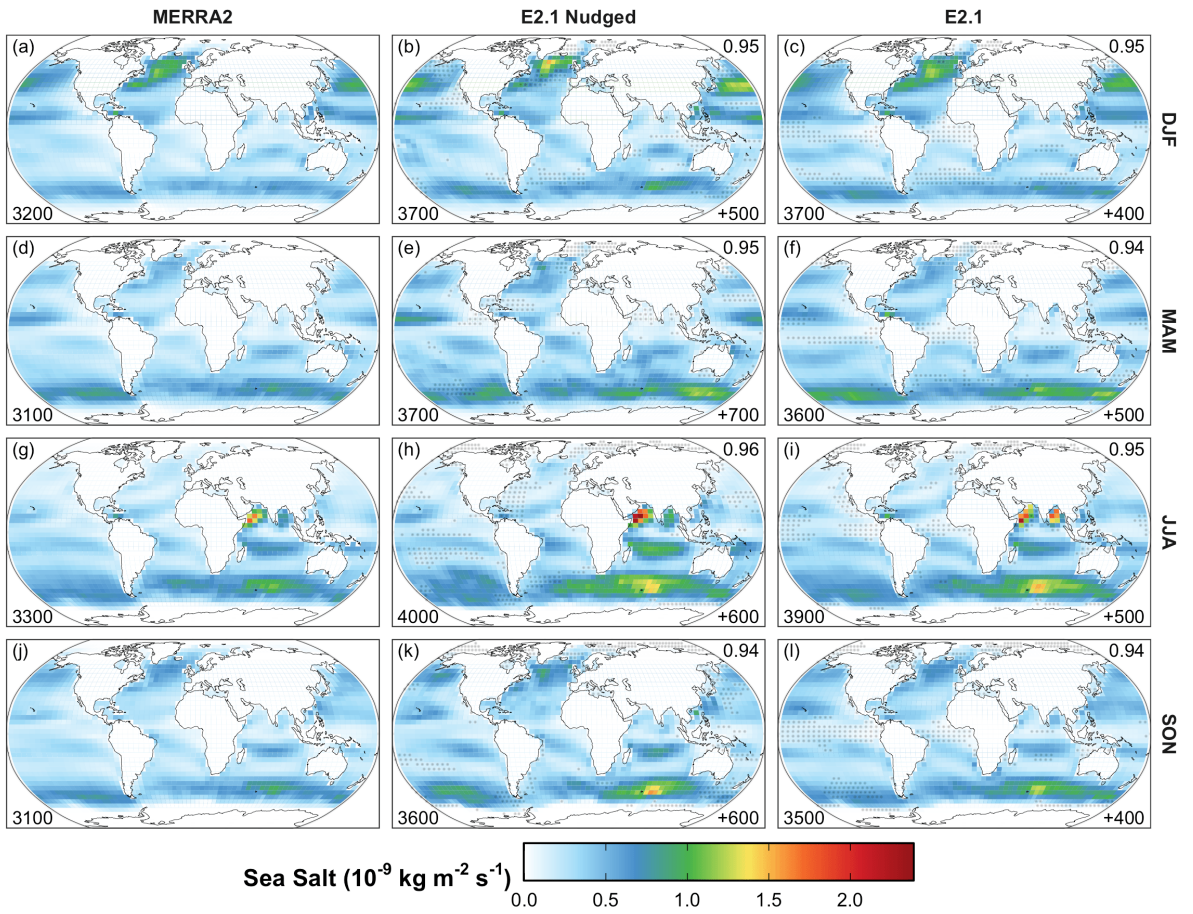 MERRA2 E2.1 Nudged E2.1
(a) (b) 0.95 (c) 0.95
DJF
3200 3700 +500 3700 +400
(d) (e) 0.95 (f) 0.94
MAM
3100 3700 +700 3600 +500
(g) (h) 0.96 (i) 0.95
JJA
3300 4000 +600 3900 +500
(j) (k) 0.94 (l) 0.94
SON
3100 3600 +600 3500 +400
Sea Salt (10⁻⁹ kg m⁻² s⁻¹)
0.0 0.5 1.0 1.5 2.0